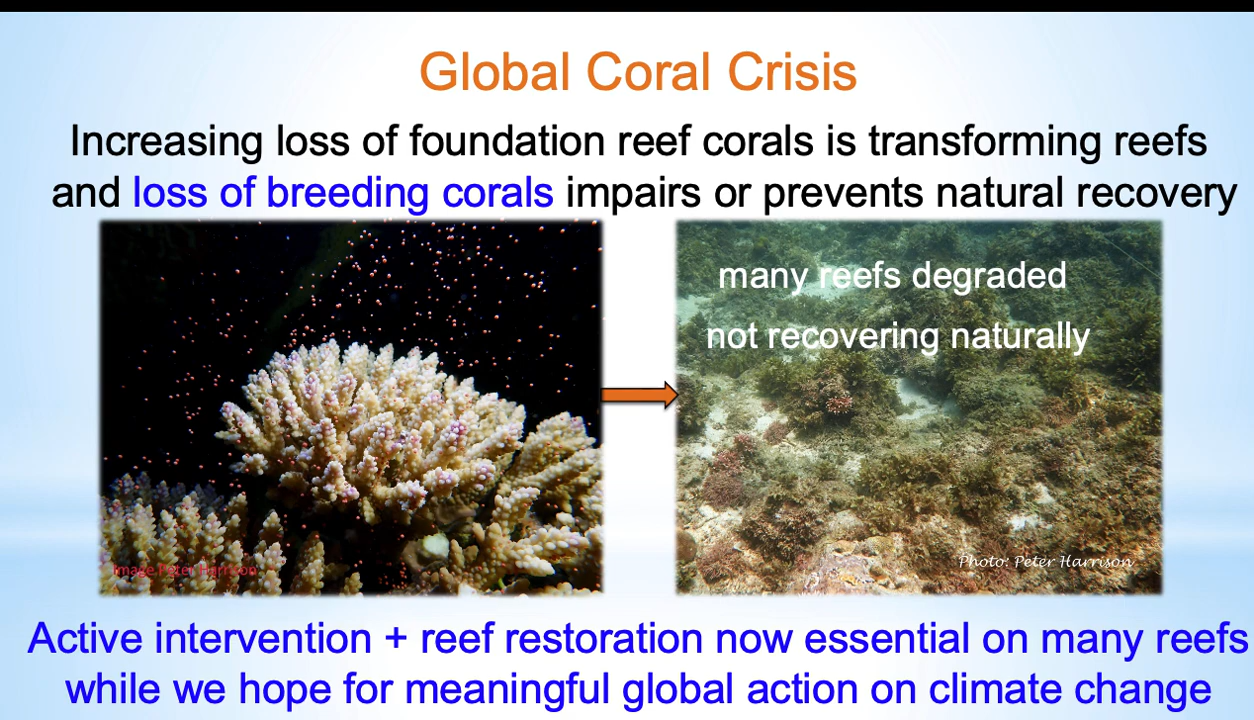 Global Coral Crisis
Increasing loss of foundation reef corals is transforming reefs
and loss of breeding corals impairs or prevents natural recovery
many reefs degraded
not recovering naturally
Image Peter Harrison
Photo: Peter Harrison
Active intervention + reef restoration now essential on many reefs
while we hope for meaningful global action on climate change